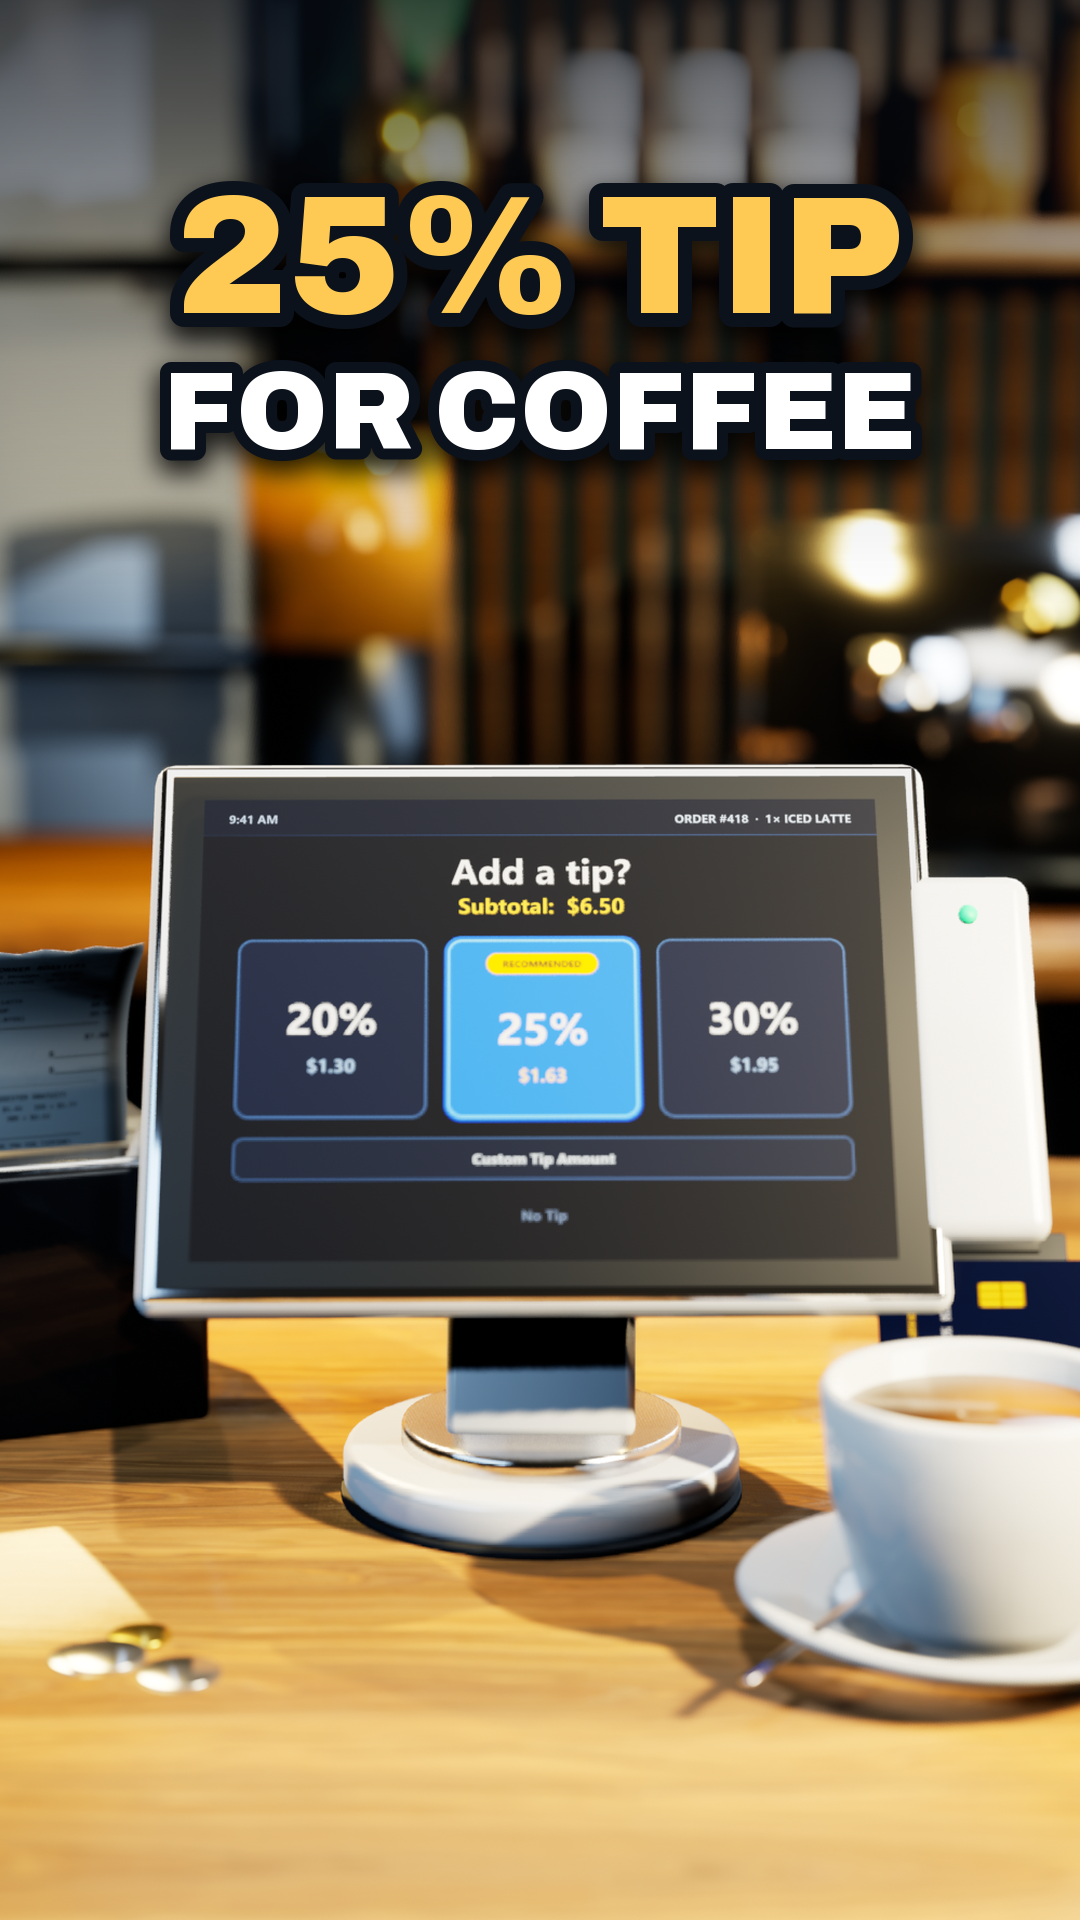 25% TIP
FOR COFFEE
9:41 AM
ORDER #418 · 1× ICED LATTE
Add a tip?
Subtotal: $6.50
RECOMMENDED
20%
25%
30%
$1.30
$1.63
$1.95
Custom Tip Amount
No Tip